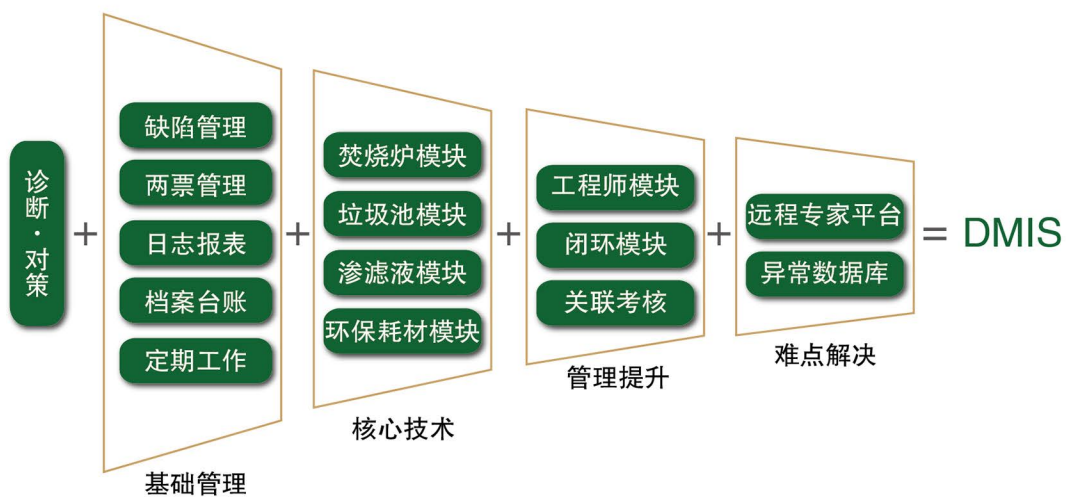 诊断·对策
+
缺陷管理
两票管理
日志报表
档案台账
定期工作
基础管理
+
焚烧炉模块
垃圾池模块
渗滤液模块
环保耗材模块
核心技术
+
工程师模块
闭环模块
关联考核
管理提升
+
远程专家平台
异常数据库
难点解决
= DMIS